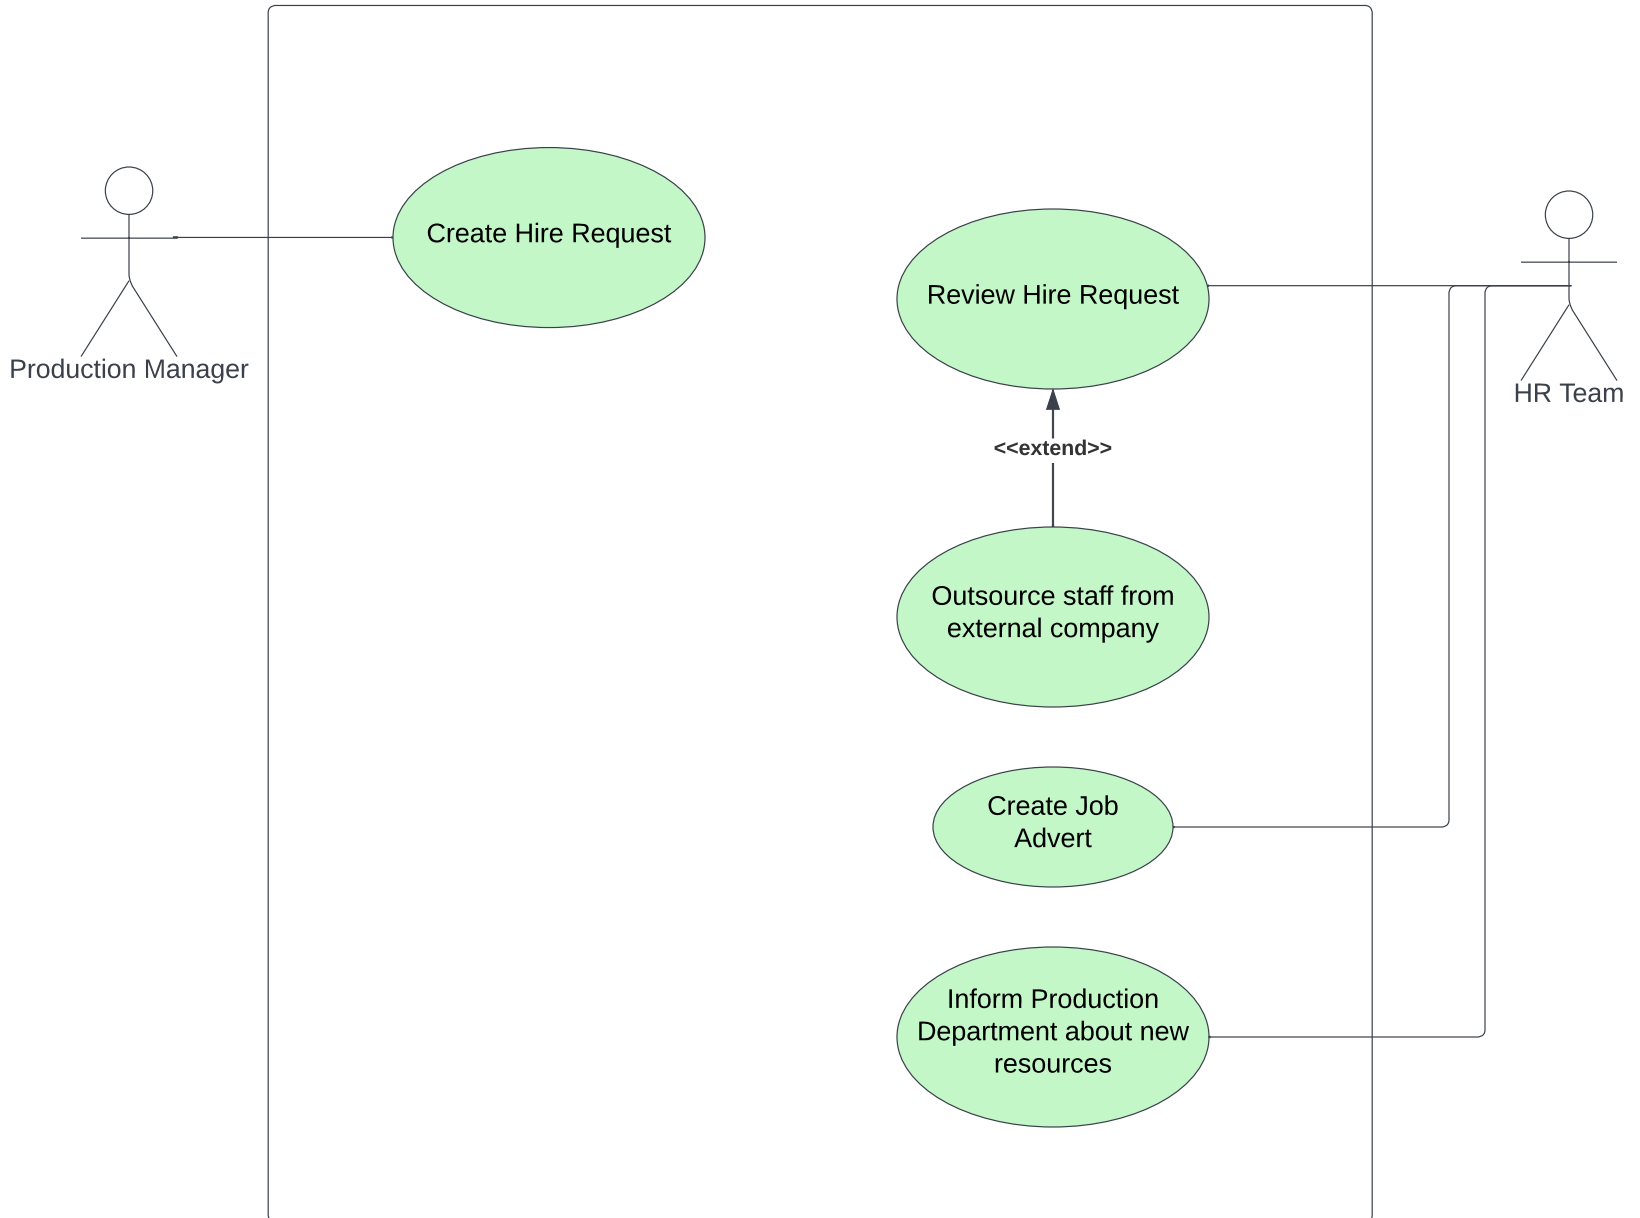 Create Hire Request
Production Manager
Review Hire Request
HR Team
<<extend>>
Outsource staff from
external company
Create Job
Advert
Inform Production
Department about new
resources